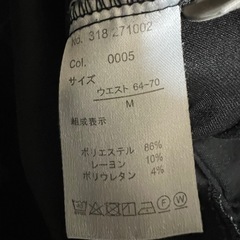 No. 318 271002
Col. 0005
サイズ
ウエスト 64-70
M
組成表示
ポリエステル 86%
レーヨン 10%
ポリウレタン 4%